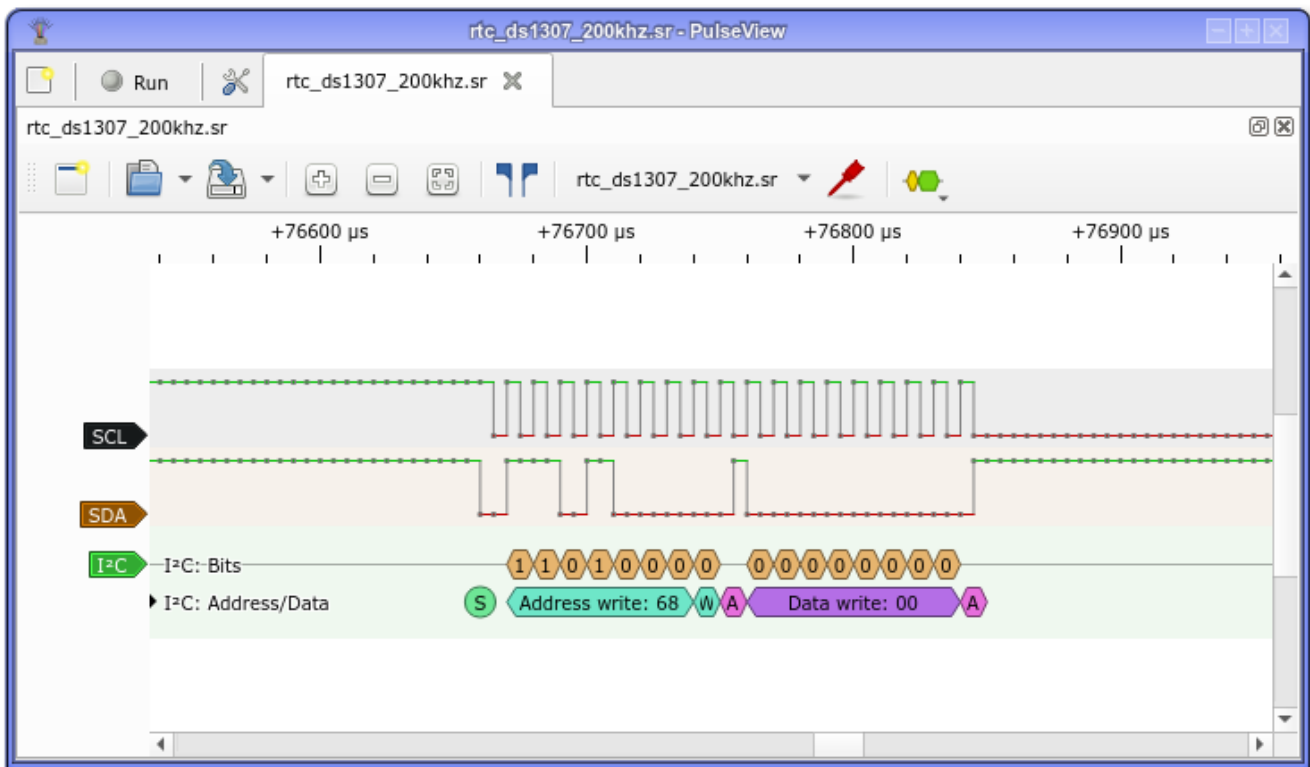 rtc_ds1307_200khz.sr - PulseView
Run rtc_ds1307_200khz.sr
rtc_ds1307_200khz.sr
rtc_ds1307_200khz.sr
+76600 µs +76700 µs +76800 µs +76900 µs
SCL
SDA
I²C I²C: Bits 1 1 0 1 0 0 0 0 0 0 0 0 0 0 0 0
I²C: Address/Data S Address write: 68 W A Data write: 00 A